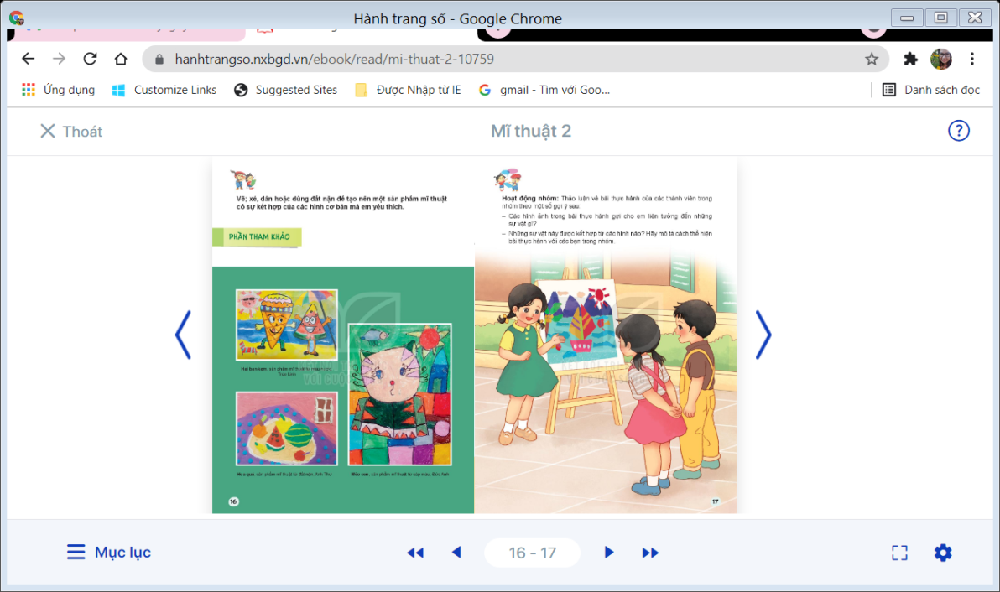 Hành trang số - Google Chrome
hanhtrangso.nxbgd.vn/ebook/read/mi-thuat-2-10759
Ứng dụng
Customize Links
Suggested Sites
Được Nhập từ IE
gmail - Tìm với Goo...
Danh sách đọc
Thoát
Mĩ thuật 2
Vẽ; xé, dán hoặc dùng đất nặn để tạo nên một sản phẩm mĩ thuật
có sự kết hợp của các hình cơ bản mà em yêu thích.
PHẦN THAM KHẢO
Hai bạn kem, sản phẩm mĩ thuật từ màu nước,
Trúc Linh
Hoa quả, sản phẩm mĩ thuật từ đất nặn, Anh Thư
Mèo con, sản phẩm mĩ thuật từ sáp màu, Đức Anh
16
Hoạt động nhóm: Thảo luận về bài thực hành của các thành viên trong
nhóm theo một số gợi ý sau:
– Các hình ảnh trong bài thực hành gợi cho em liên tưởng đến những
sự vật gì?
– Những sự vật này được kết hợp từ các hình nào? Hãy mô tả cách thể hiện
bài thực hành với các bạn trong nhóm.
17
Mục lục
16 - 17